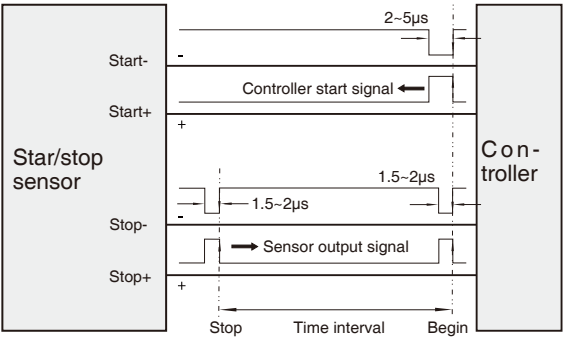 2~5µs
Start-
-
Controller start signal
Start+
+
Star/stop
sensor
Con-
troller
1.5~2µs
1.5~2µs
-
Stop-
Sensor output signal
Stop+
+
Stop Time interval Begin